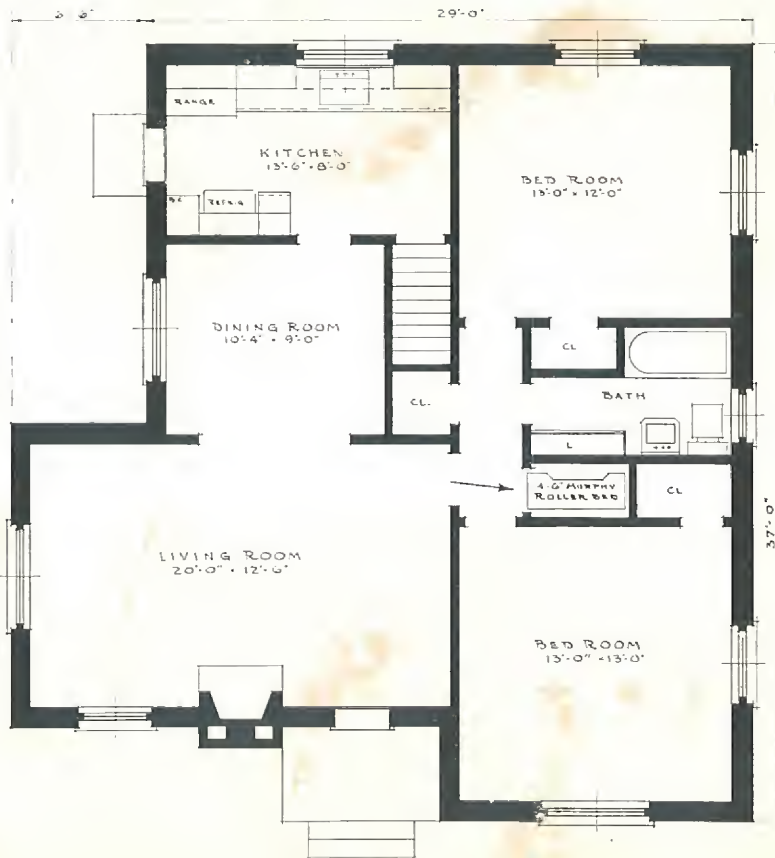 6'-6"
29'-0"
RANGE
KITCHEN
13'-6" × 8'-0"
BED ROOM
13'-0" × 12'-0"
B.C.
REFRIG
DINING ROOM
10'-4" × 9'-0"
CL
CL.
BATH
L
4'-6" MURPHY
ROLLER BED
CL
37'-0"
LIVING ROOM
20'-0" × 12'-6"
BED ROOM
13'-0" × 13'-0"